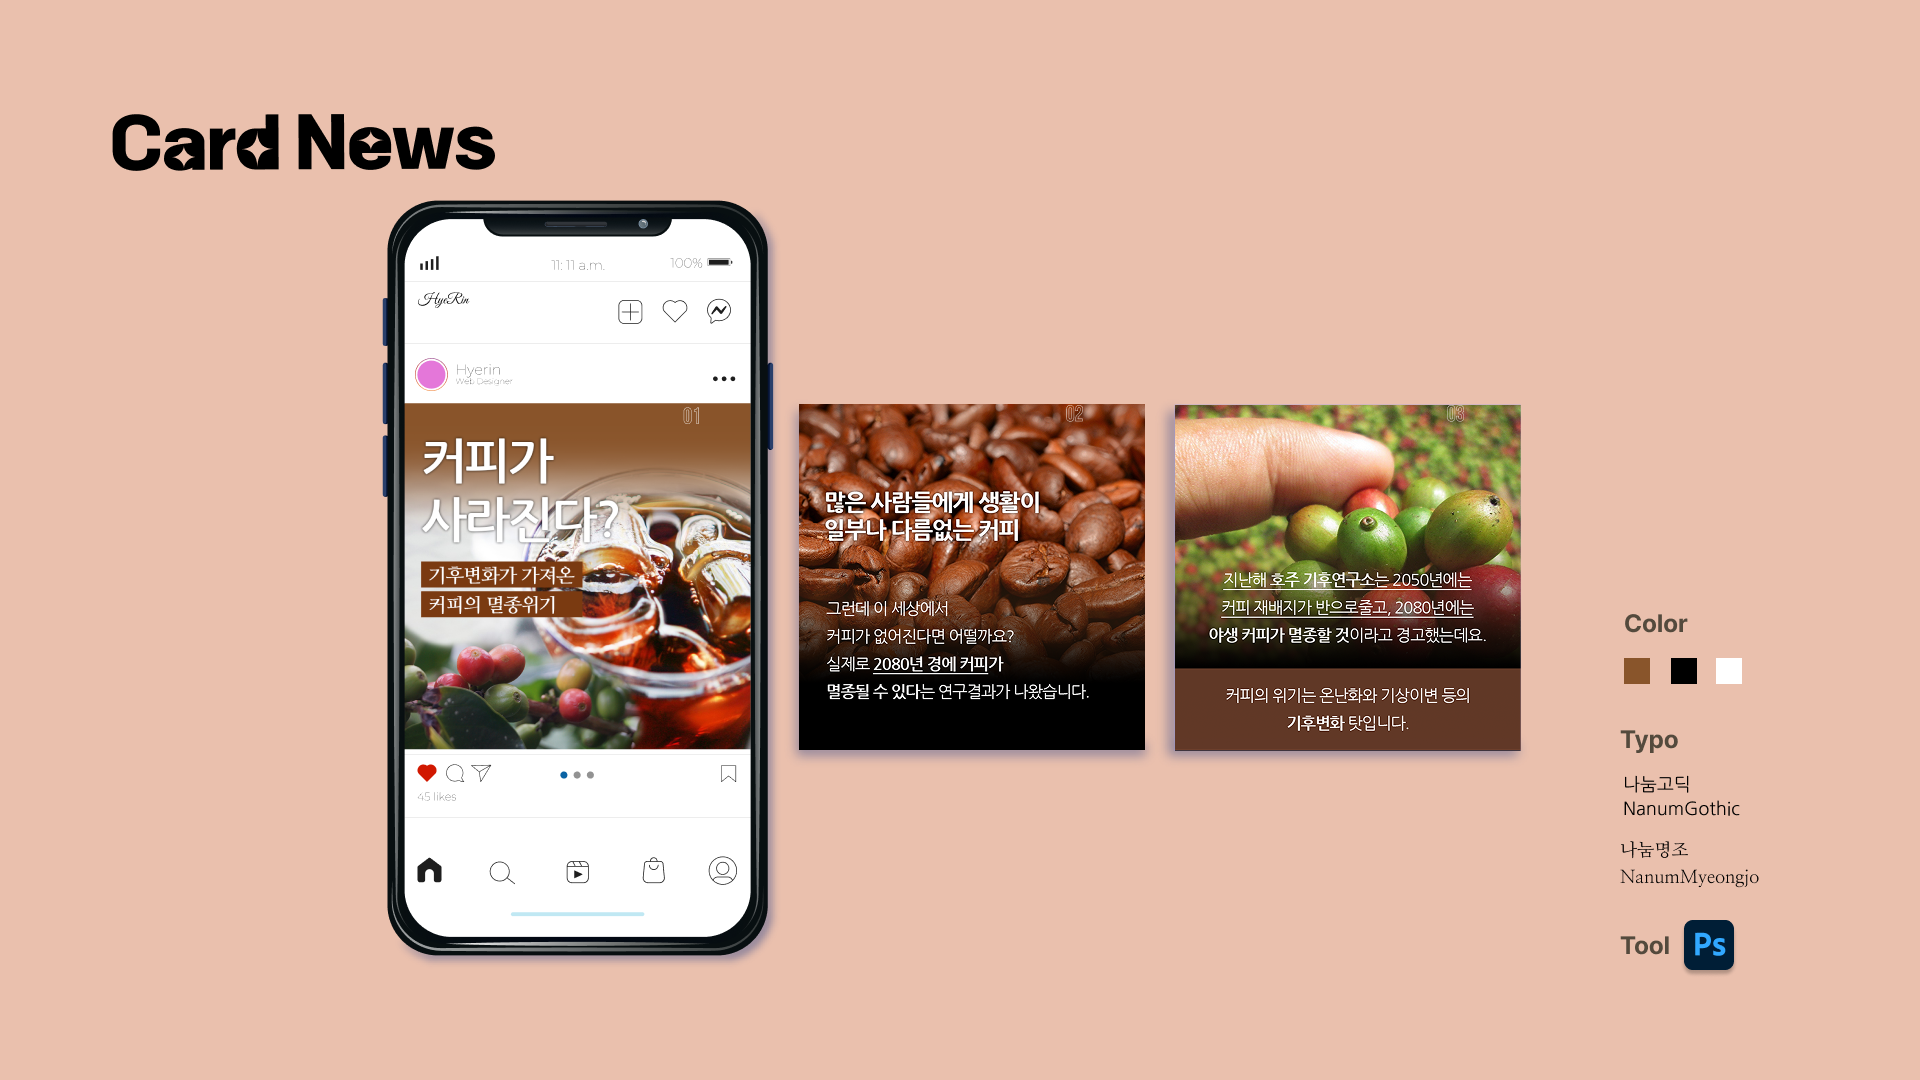 Card News
11: 11 a.m.
100%
HyeRin
Hyerin
Web Designer
01
커피가
사라진다?
기후변화가 가져온
커피의 멸종위기
45 likes
02
많은 사람들에게 생활이
일부나 다름없는 커피
그런데 이 세상에서
커피가 없어진다면 어떨까요?
실제로 2080년 경에 커피가
멸종될 수 있다는 연구결과가 나왔습니다.
03
지난해 호주 기후연구소는 2050년에는
커피 재배지가 반으로줄고, 2080년에는
야생 커피가 멸종할 것이라고 경고했는데요.
커피의 위기는 온난화와 기상이변 등의
기후변화 탓입니다.
Color
Typo
나눔고딕
NanumGothic
나눔명조
NanumMyeongjo
Tool
Ps